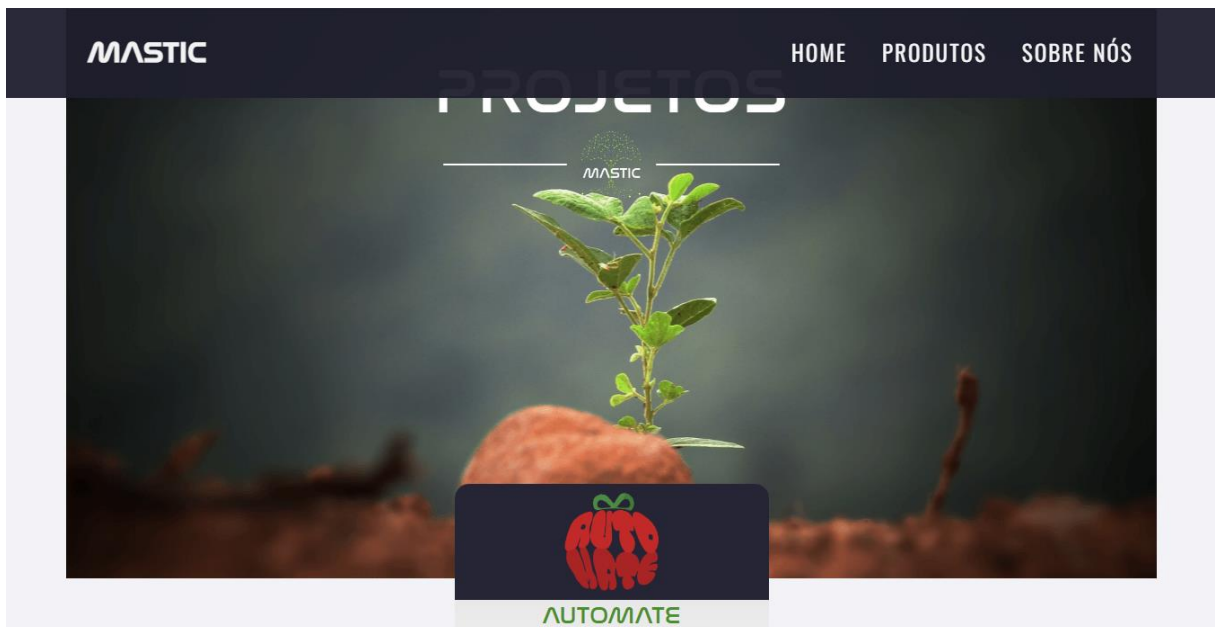 MASTIC
HOME PRODUTOS SOBRE NÓS
PROJETOS
MASTIC
AUTO
MATE
AUTOMATE